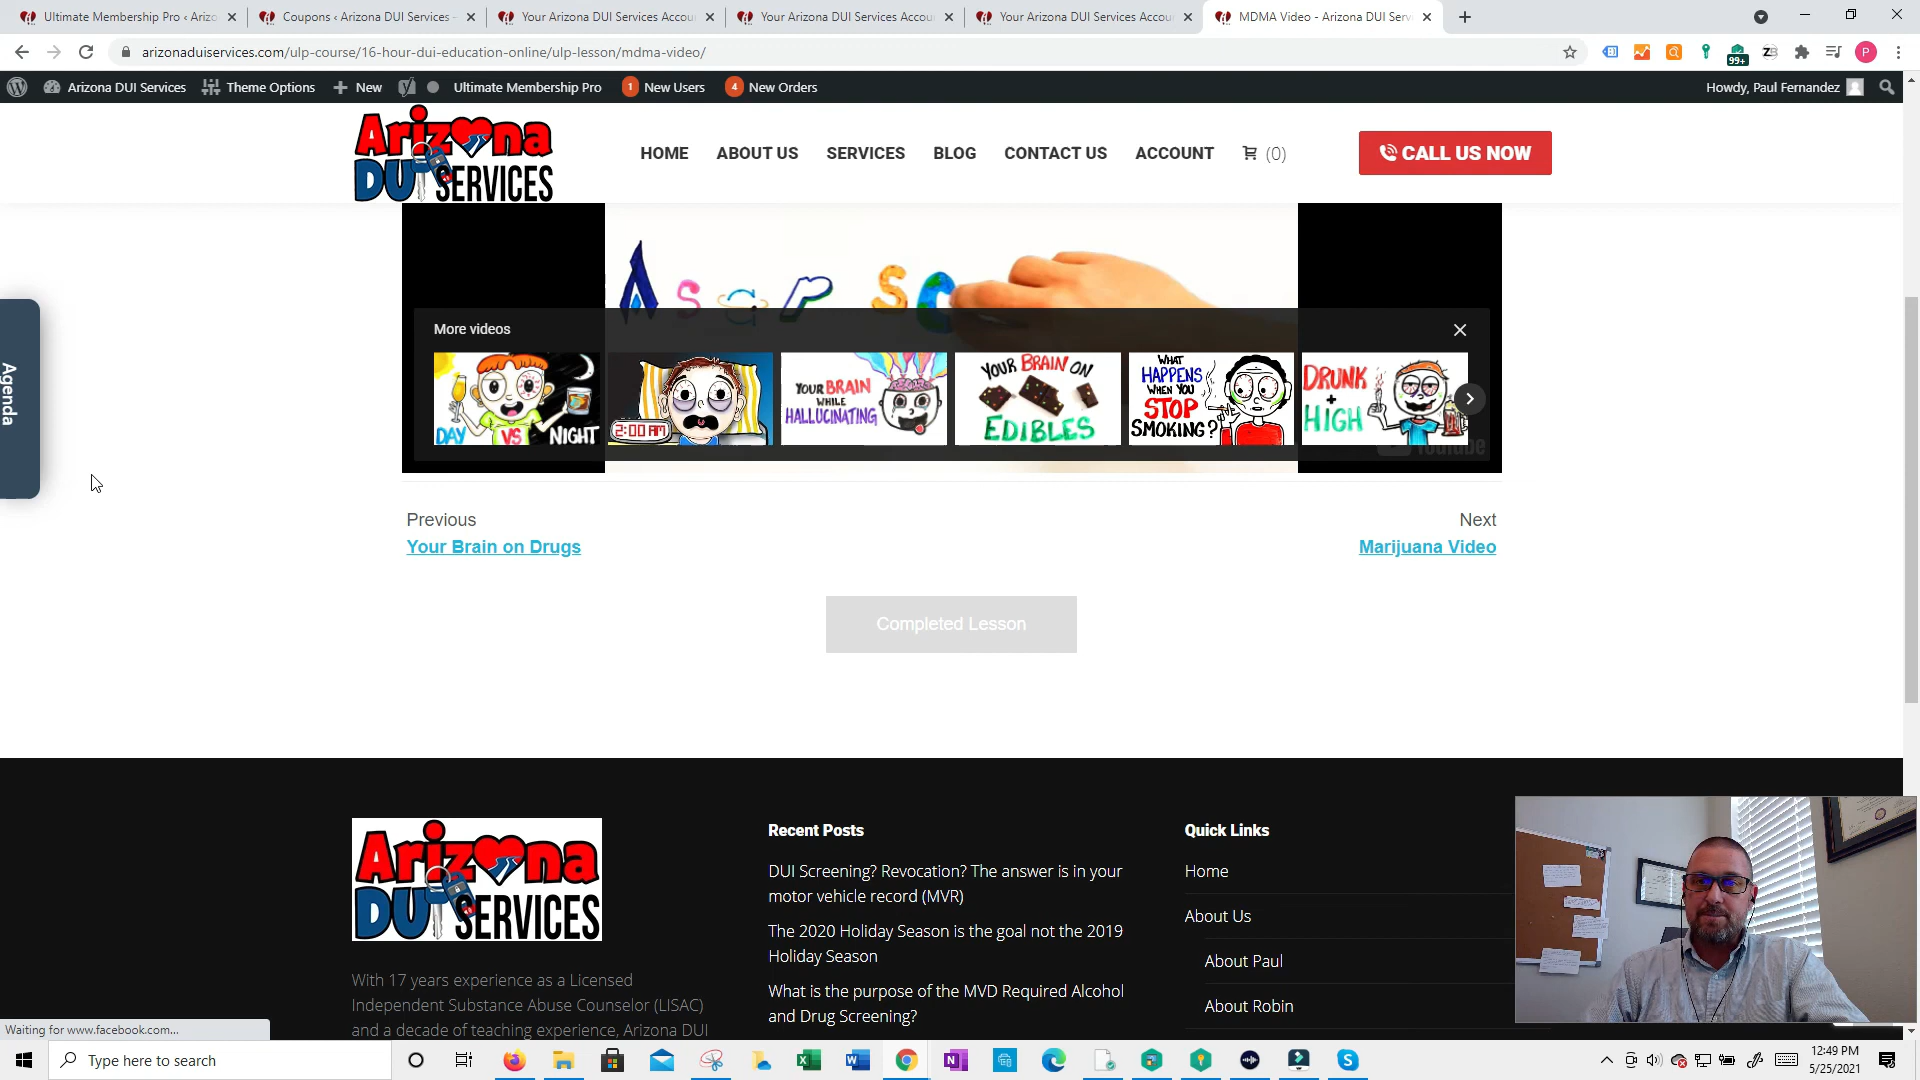 Ultimate Membership Pro ‹ Arizo
Coupons ‹ Arizona DUI Services –
Your Arizona DUI Services Accou
Your Arizona DUI Services Accou
Your Arizona DUI Services Accou
MDMA Video - Arizona DUI Serv
arizonaduiservices.com/ulp-course/16-hour-dui-education-online/ulp-lesson/mdma-video/
99+
ZB
P
Arizona DUI Services
Theme Options
New
Ultimate Membership Pro
1 New Users
4 New Orders
Howdy, Paul Fernandez
Arizona
DUI SERVICES
HOME
ABOUT US
SERVICES
BLOG
CONTACT US
ACCOUNT
(0)
CALL US NOW
Agenda
Asap SC
More videos
DAY VS NIGHT
2:00 AM
YOUR BRAIN WHILE HALLUCINATING
YOUR BRAIN ON EDIBLES
WHAT HAPPENS WHEN YOU STOP SMOKING?
DRUNK + HIGH
YouTube
Previous
Your Brain on Drugs
Next
Marijuana Video
Completed Lesson
Arizona
DUI SERVICES
With 17 years experience as a Licensed
Independent Substance Abuse Counselor (LISAC)
and a decade of teaching experience, Arizona DUI
Recent Posts
DUI Screening? Revocation? The answer is in your
motor vehicle record (MVR)
The 2020 Holiday Season is the goal not the 2019
Holiday Season
What is the purpose of the MVD Required Alcohol
and Drug Screening?
Quick Links
Home
About Us
About Paul
About Robin
Waiting for www.facebook.com...
Type here to search
12:49 PM
5/25/2021